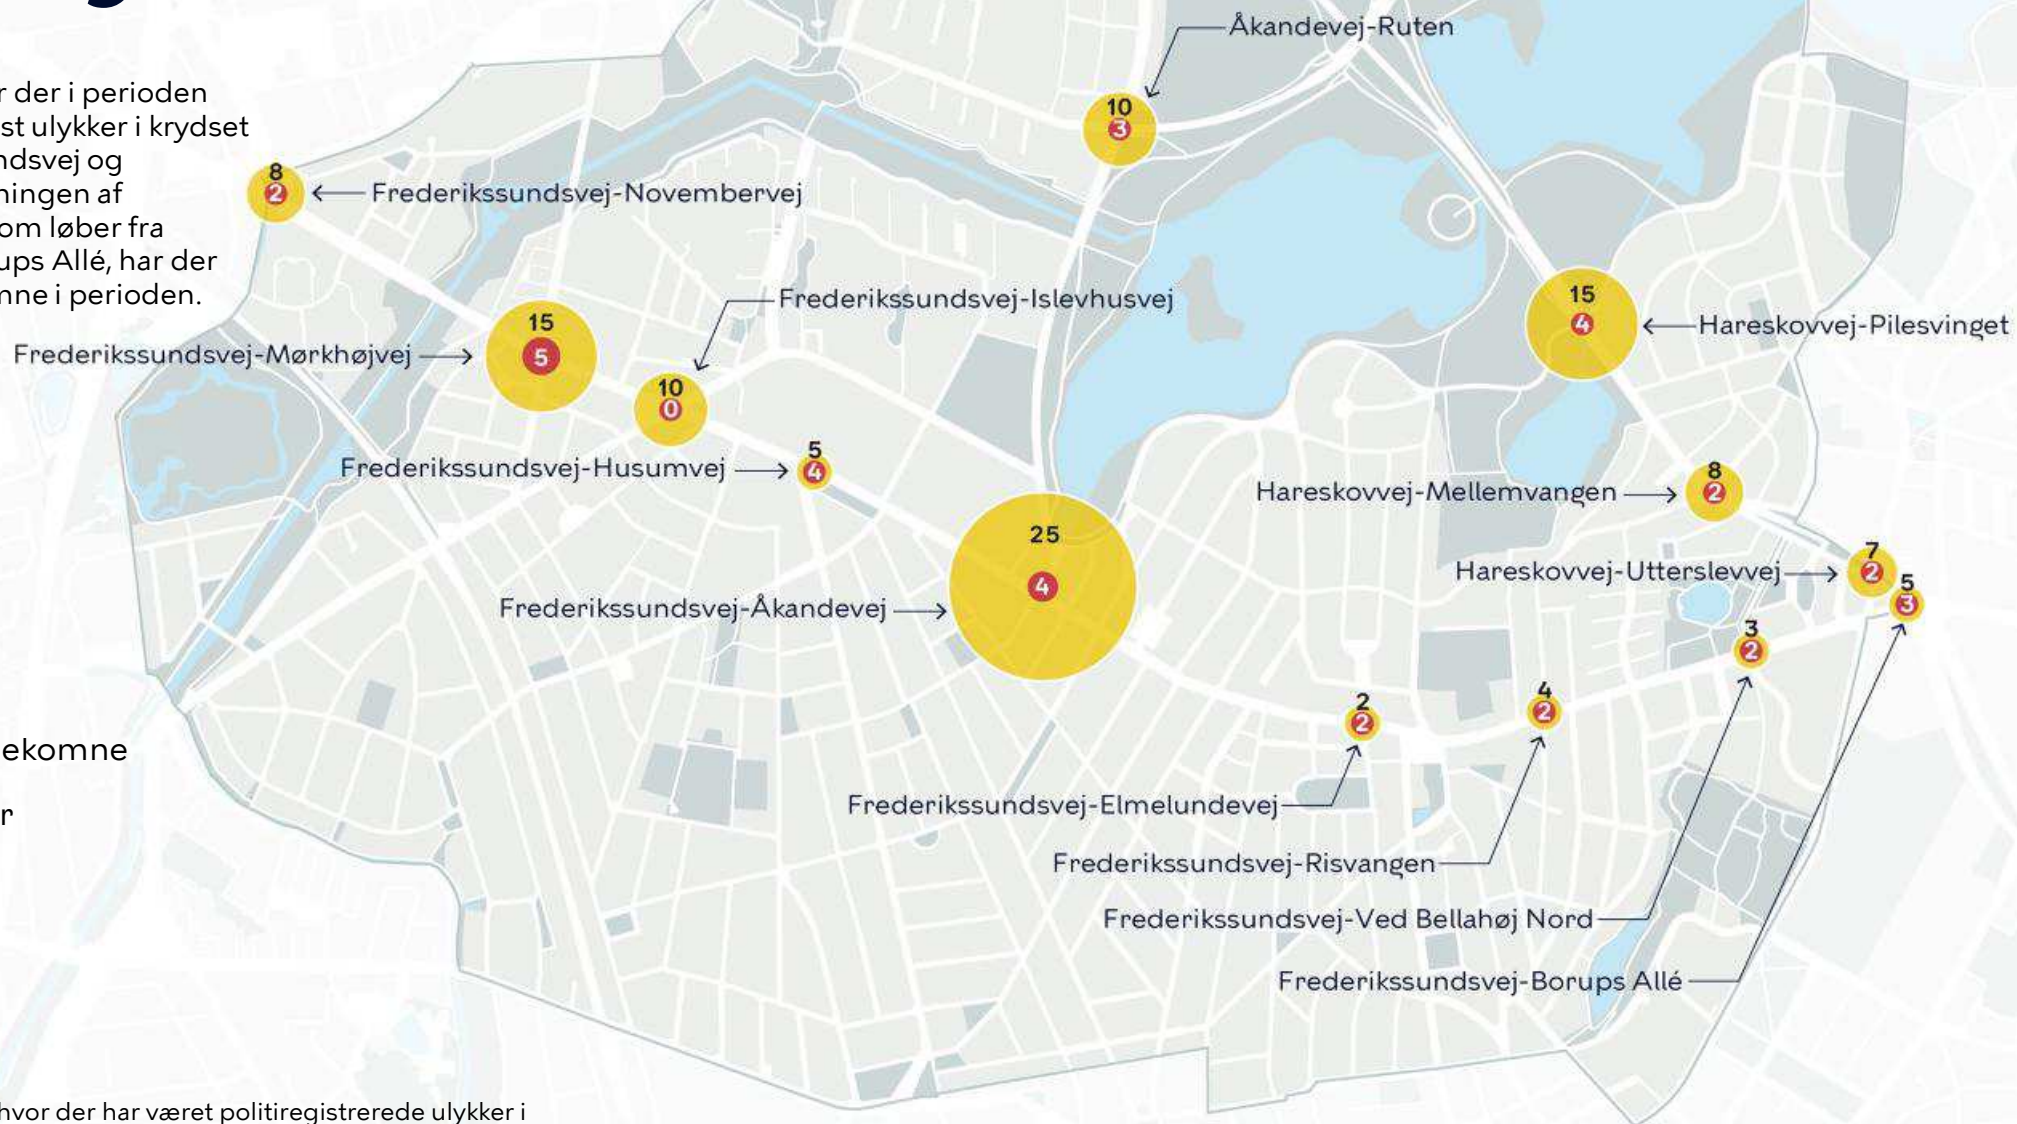 Åkandevej-Ruten
r der i perioden
st ulykker i krydset
ndsvej og
ningen af
om løber fra
ups Allé, har der
nne i perioden.
10
3
8
2
Frederikssundsvej-Novembervej
Frederikssundsvej-Islevhusvej
15
4
Hareskovvej-Pilesvinget
15
5
Frederikssundsvej-Mørkhøjvej
10
0
5
4
Frederikssundsvej-Husumvej
8
2
Hareskovvej-Mellemvangen
25
4
Frederikssundsvej-Åkandevej
7
2
Hareskovvej-Utterslevvej
5
3
3
2
2
2
4
2
ekomne
r
Frederikssundsvej-Elmelundevej
Frederikssundsvej-Risvangen
Frederikssundsvej-Ved Bellahøj Nord
Frederikssundsvej-Borups Allé
hvor der har været politiregistrerede ulykker i